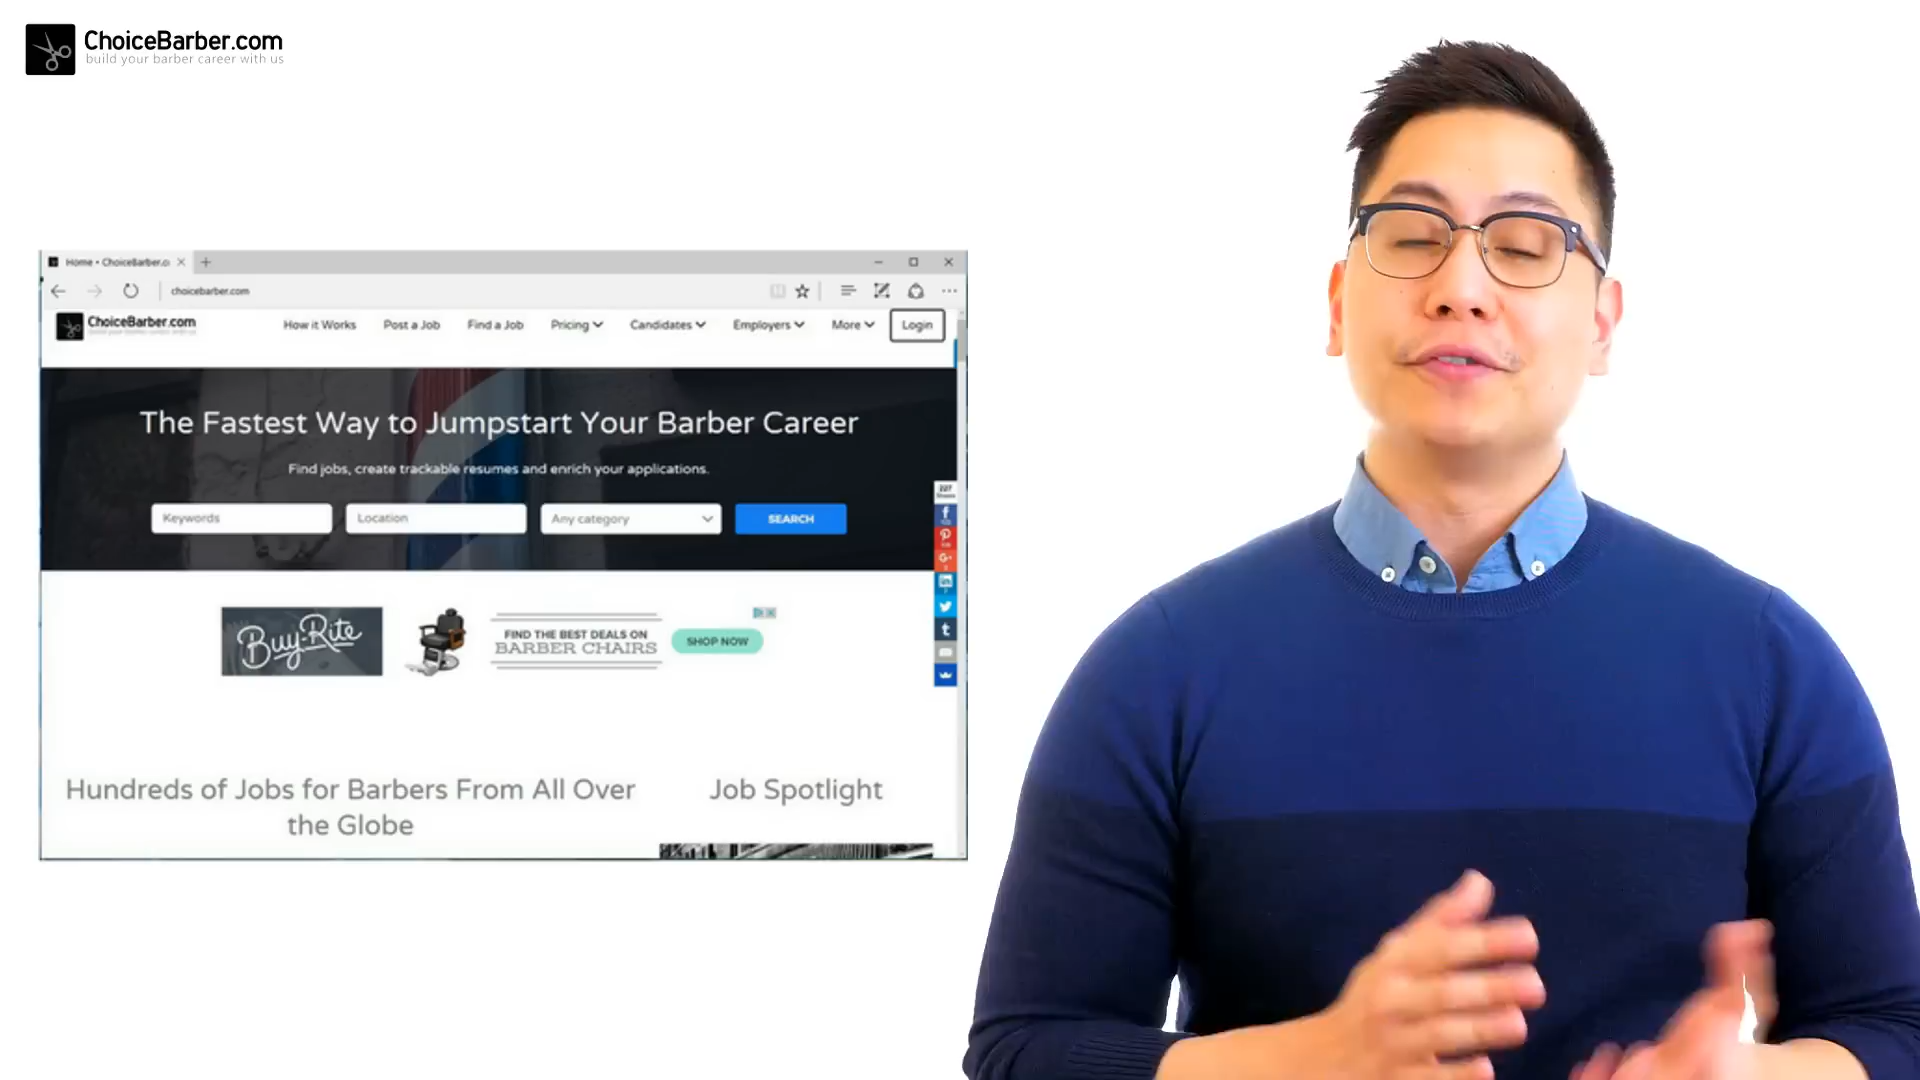 ChoiceBarber.com
build your barber career with us
Home • ChoiceBarber.c
choicebarber.com
ChoiceBarber.com
How it Works Post a Job Find a Job Pricing Candidates Employers More Login
The Fastest Way to Jumpstart Your Barber Career
Find jobs, create trackable resumes and enrich your applications.
Keywords Location Any category SEARCH
227
Shares
Buy-Rite
FIND THE BEST DEALS ON
BARBER CHAIRS
SHOP NOW
Hundreds of Jobs for Barbers From All Over
the Globe
Job Spotlight